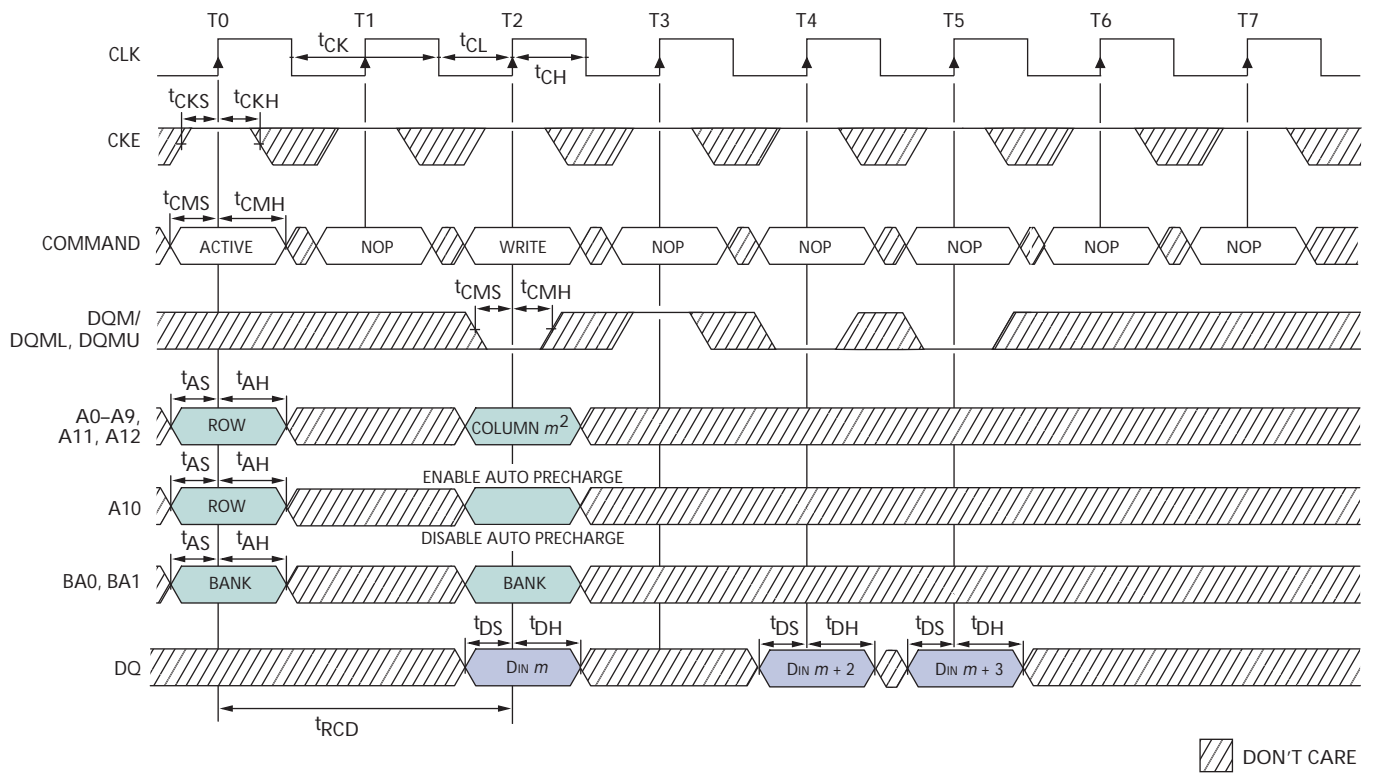 T0 T1 T2 T3 T4 T5 T6 T7
CLK
tCK tCL
tCH
tCKS tCKH
CKE
tCMS tCMH
COMMAND
ACTIVE NOP WRITE NOP NOP NOP NOP NOP
tCMS tCMH
DQM/
DQML, DQMU
tAS tAH
A0–A9,
A11, A12
ROW COLUMN m2
tAS tAH
ENABLE AUTO PRECHARGE
A10
ROW
DISABLE AUTO PRECHARGE
tAS tAH
BA0, BA1
BANK BANK
tDS tDH tDS tDH tDS tDH
DQ
DIN m DIN m + 2 DIN m + 3
tRCD
DON'T CARE